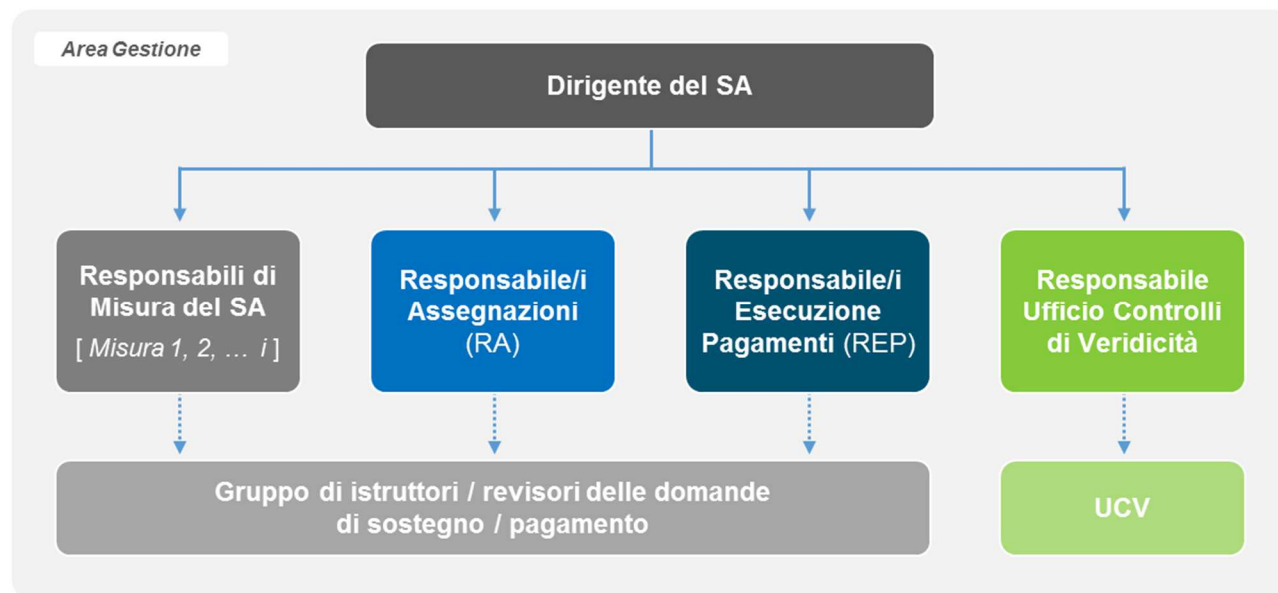 Area Gestione
Dirigente del SA
Responsabili di
Misura del SA
[ Misura 1, 2, … i ]
Responsabile/i
Assegnazioni
(RA)
Responsabile/i
Esecuzione
Pagamenti (REP)
Responsabile
Ufficio Controlli
di Veridicità
Gruppo di istruttori / revisori delle domande
di sostegno / pagamento
UCV